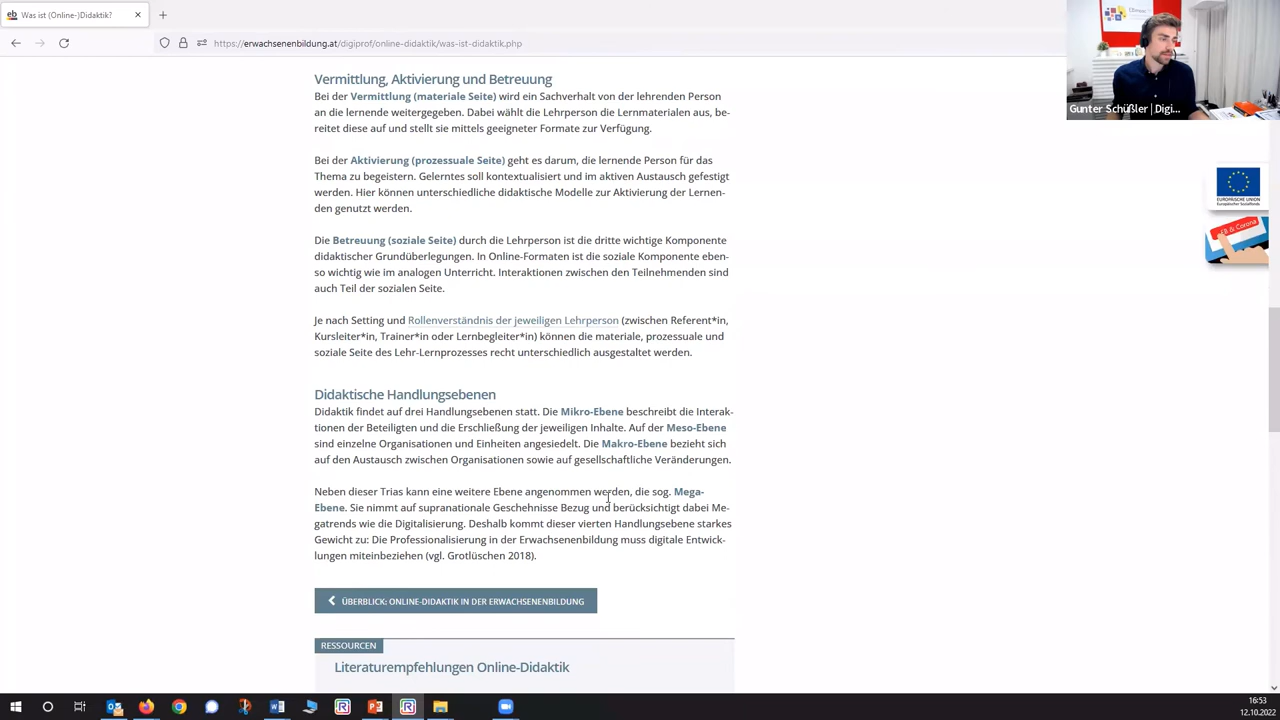 Was ist (Online-)Didaktik?
https://erwachsenenbildung.at/digiprof/online-didaktik/was-ist-didaktik.php
Vermittlung, Aktivierung und Betreuung
Bei der Vermittlung (materiale Seite) wird ein Sachverhalt von der lehrenden Person
an die lernende weitergegeben. Dabei wählt die Lehrperson die Lernmaterialen aus, be-
reitet diese auf und stellt sie mittels geeigneter Formate zur Verfügung.
Bei der Aktivierung (prozessuale Seite) geht es darum, die lernende Person für das
Thema zu begeistern. Gelerntes soll kontextualisiert und im aktiven Austausch gefestigt
werden. Hier können unterschiedliche didaktische Modelle zur Aktivierung der Lernen-
den genutzt werden.
Die Betreuung (soziale Seite) durch die Lehrperson ist die dritte wichtige Komponente
didaktischer Grundüberlegungen. In Online-Formaten ist die soziale Komponente eben-
so wichtig wie im analogen Unterricht. Interaktionen zwischen den Teilnehmenden sind
auch Teil der sozialen Seite.
Je nach Setting und Rollenverständnis der jeweiligen Lehrperson (zwischen Referent*in,
Kursleiter*in, Trainer*in oder Lernbegleiter*in) können die materiale, prozessuale und
soziale Seite des Lehr-Lernprozesses recht unterschiedlich ausgestaltet werden.
Didaktische Handlungsebenen
Didaktik findet auf drei Handlungsebenen statt. Die Mikro-Ebene beschreibt die Interak-
tionen der Beteiligten und die Erschließung der jeweiligen Inhalte. Auf der Meso-Ebene
sind einzelne Organisationen und Einheiten angesiedelt. Die Makro-Ebene bezieht sich
auf den Austausch zwischen Organisationen sowie auf gesellschaftliche Veränderungen.
Neben dieser Trias kann eine weitere Ebene angenommen werden, die sog. Mega-
Ebene. Sie nimmt auf supranationale Geschehnisse Bezug und berücksichtigt dabei Me-
gatrends wie die Digitalisierung. Deshalb kommt dieser vierten Handlungsebene starkes
Gewicht zu: Die Professionalisierung in der Erwachsenenbildung muss digitale Entwick-
lungen miteinbeziehen (vgl. Grotlüschen 2018).
ÜBERBLICK: ONLINE-DIDAKTIK IN DER ERWACHSENENBILDUNG
RESSOURCEN
Literaturempfehlungen Online-Didaktik
Gunter Schüßler | Digi...
EUROPÄISCHE UNION
Europäischer Sozialfonds
EB & Corona
16:53
12.10.2022